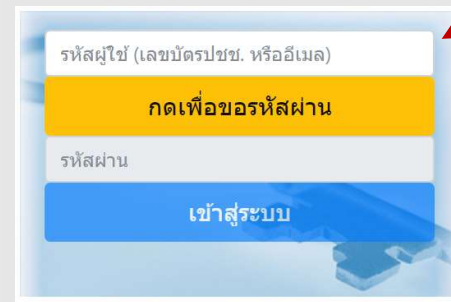 รหัสผู้ใช้ (เลขบัตรปชช. หรืออีเมล)
กดเพื่อขอรหัสผ่าน
รหัสผ่าน
เข้าสู่ระบบ